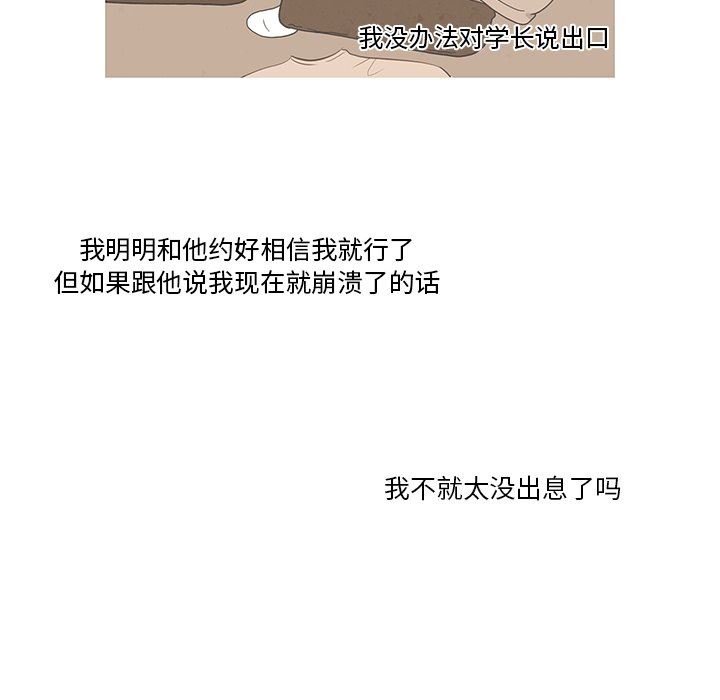 我没办法对学长说出口
我明明和他约好相信我就行了
但如果跟他说我现在就崩溃了的话
我不就太没出息了吗